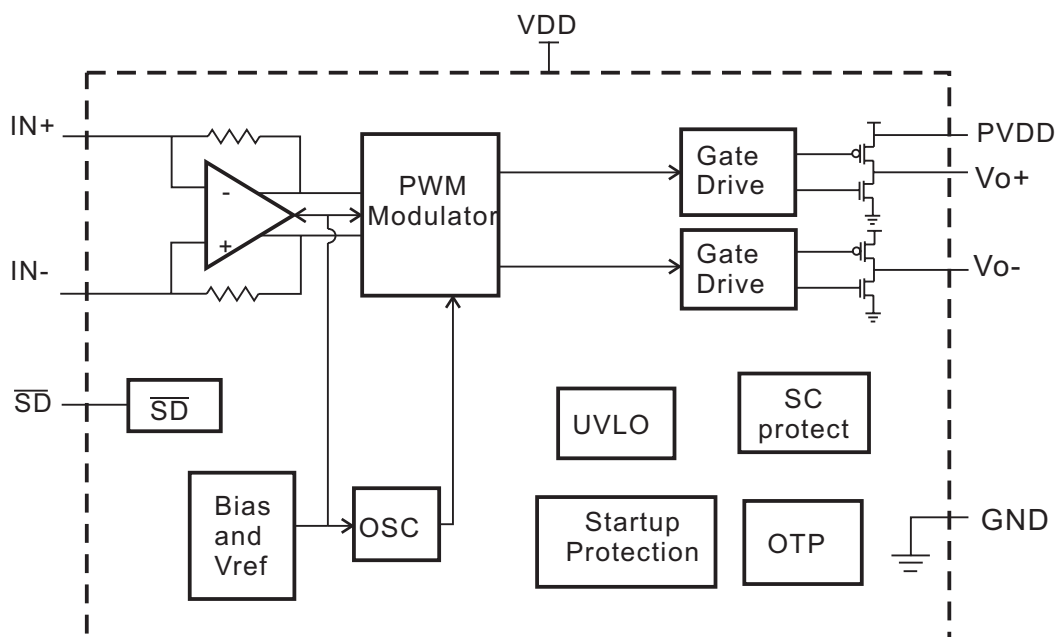 VDD
IN+
PVDD
Gate
Drive
PWM
Modulator
-
Vo+
+
IN-
Gate
Drive
Vo-
SD
SD
UVLO
SC
protect
Bias
and
Vref
OSC
Startup
Protection
OTP
GND